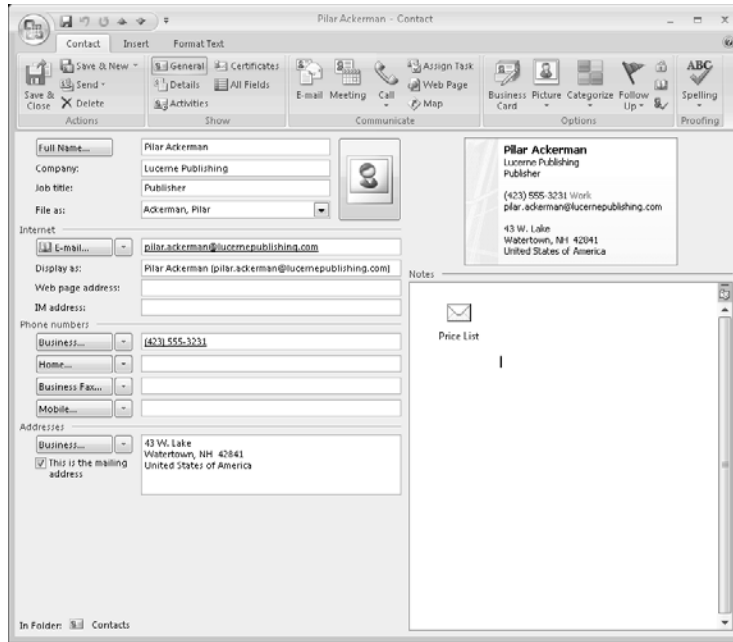 Pilar Ackerman - Contact
Contact Insert Format Text
Save & Close
Save & New
Send
Delete
Actions
General
Details
Activities
Certificates
All Fields
Show
E-mail
Meeting
Call
Assign Task
Web Page
Map
Communicate
Business Card
Picture
Categorize
Follow Up
Options
ABC
Spelling
Proofing
Full Name... Pilar Ackerman
Company: Lucerne Publishing
Job title: Publisher
File as: Ackerman, Pilar
Internet
E-mail... pilar.ackerman@lucernepublishing.com
Display as: Pilar Ackerman (pilar.ackerman@lucernepublishing.com)
Web page address:
IM address:
Phone numbers
Business... (423) 555-3231
Home...
Business Fax...
Mobile...
Addresses
Business... 43 W. Lake
Watertown, NH 42841
United States of America
This is the mailing address
Pilar Ackerman
Lucerne Publishing
Publisher
(423) 555-3231 Work
pilar.ackerman@lucernepublishing.com
43 W. Lake
Watertown, NH 42841
United States of America
Notes
Price List
In Folder: Contacts